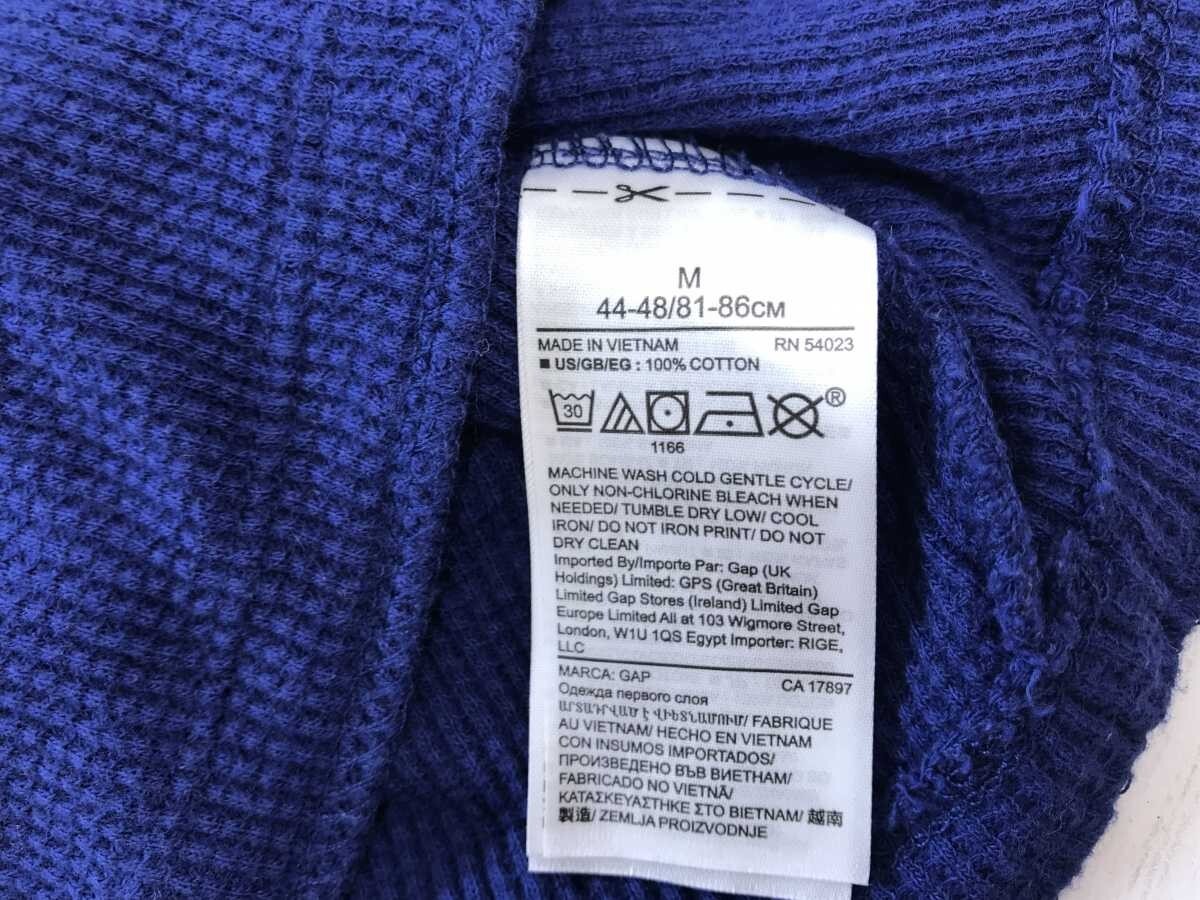 M
44-48/81-86CM
MADE IN VIETNAM RN 54023
■ US/GB/EG : 100% COTTON
30
®
1166
MACHINE WASH COLD GENTLE CYCLE/
ONLY NON-CHLORINE BLEACH WHEN
NEEDED/ TUMBLE DRY LOW/ COOL
IRON/ DO NOT IRON PRINT/ DO NOT
DRY CLEAN
Imported By/Importe Par: Gap (UK
Holdings) Limited: GPS (Great Britain)
Limited Gap Stores (Ireland) Limited Gap
Europe Limited All at 103 Wigmore Street,
London, W1U 1QS Egypt Importer: RIGE,
LLC
MARCA: GAP CA 17897
Одежда первого слоя
ԱՐՏԱԴՐՎԱԾ Է ՎԻԵՏՆԱՄՈՒՄ/ FABRIQUE
AU VIETNAM/ HECHO EN VIETNAM
CON INSUMOS IMPORTADOS/
ПРОИЗВЕДЕНО ВЪВ ВИЕТНАМ/
FABRICADO NO VIETNÃ/
ΚΑΤΑΣΚΕΥΑΣΤΗΚΕ ΣΤΟ ΒΙΕΤΝΑΜ/ 越南
製造/ ZEMLJA PROIZVODNJE